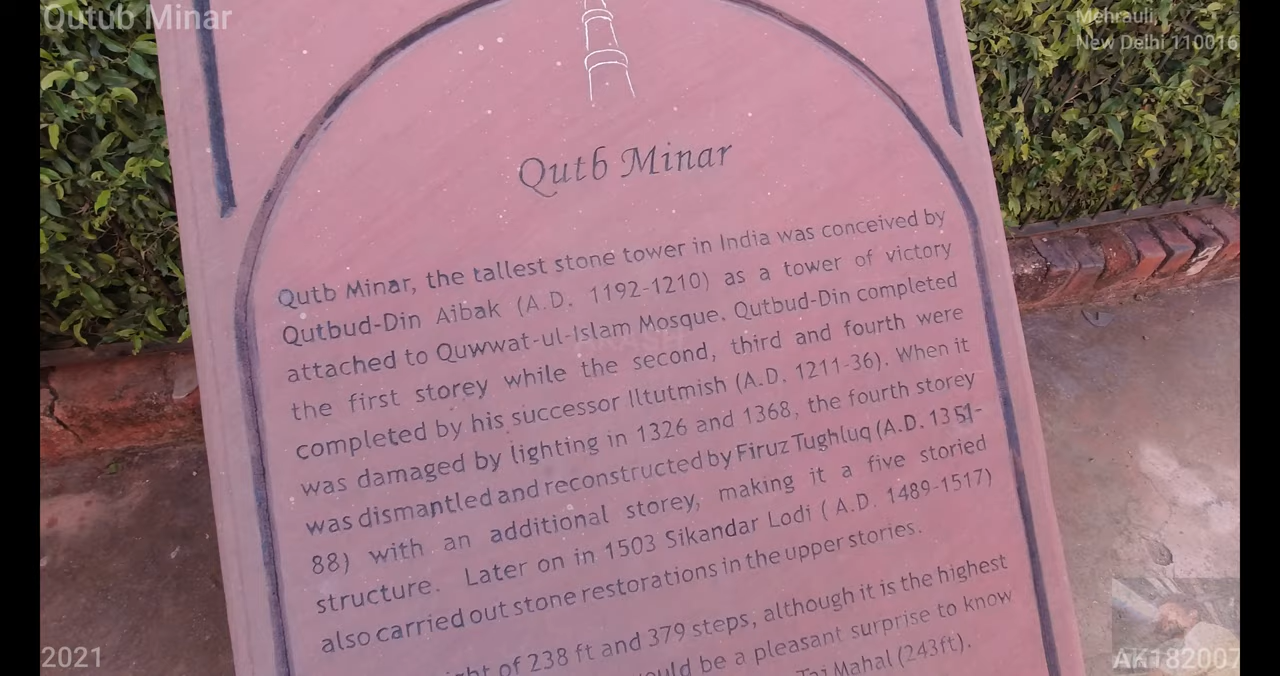 Qutub Minar
Mehrauli,
New Delhi 110016
Qutb Minar
Qutb Minar, the tallest stone tower in India was conceived by
Qutbud-Din Aibak (A.D. 1192-1210) as a tower of victory
attached to Quwwat-ul-Islam Mosque. Qutbud-Din completed
the first storey while the second, third and fourth were
completed by his successor Iltutmish (A.D. 1211-36). When it
was damaged by lighting in 1326 and 1368, the fourth storey
was dismantled and reconstructed by Firuz Tughluq (A.D. 1351-
88) with an additional storey, making it a five storied
structure. Later on in 1503 Sikandar Lodi ( A.D. 1489-1517)
also carried out stone restorations in the upper stories.
of 238 ft and 379 steps, although it is the highest
be a pleasant surprise to know
Taj Mahal (243ft).
2021
AK182007